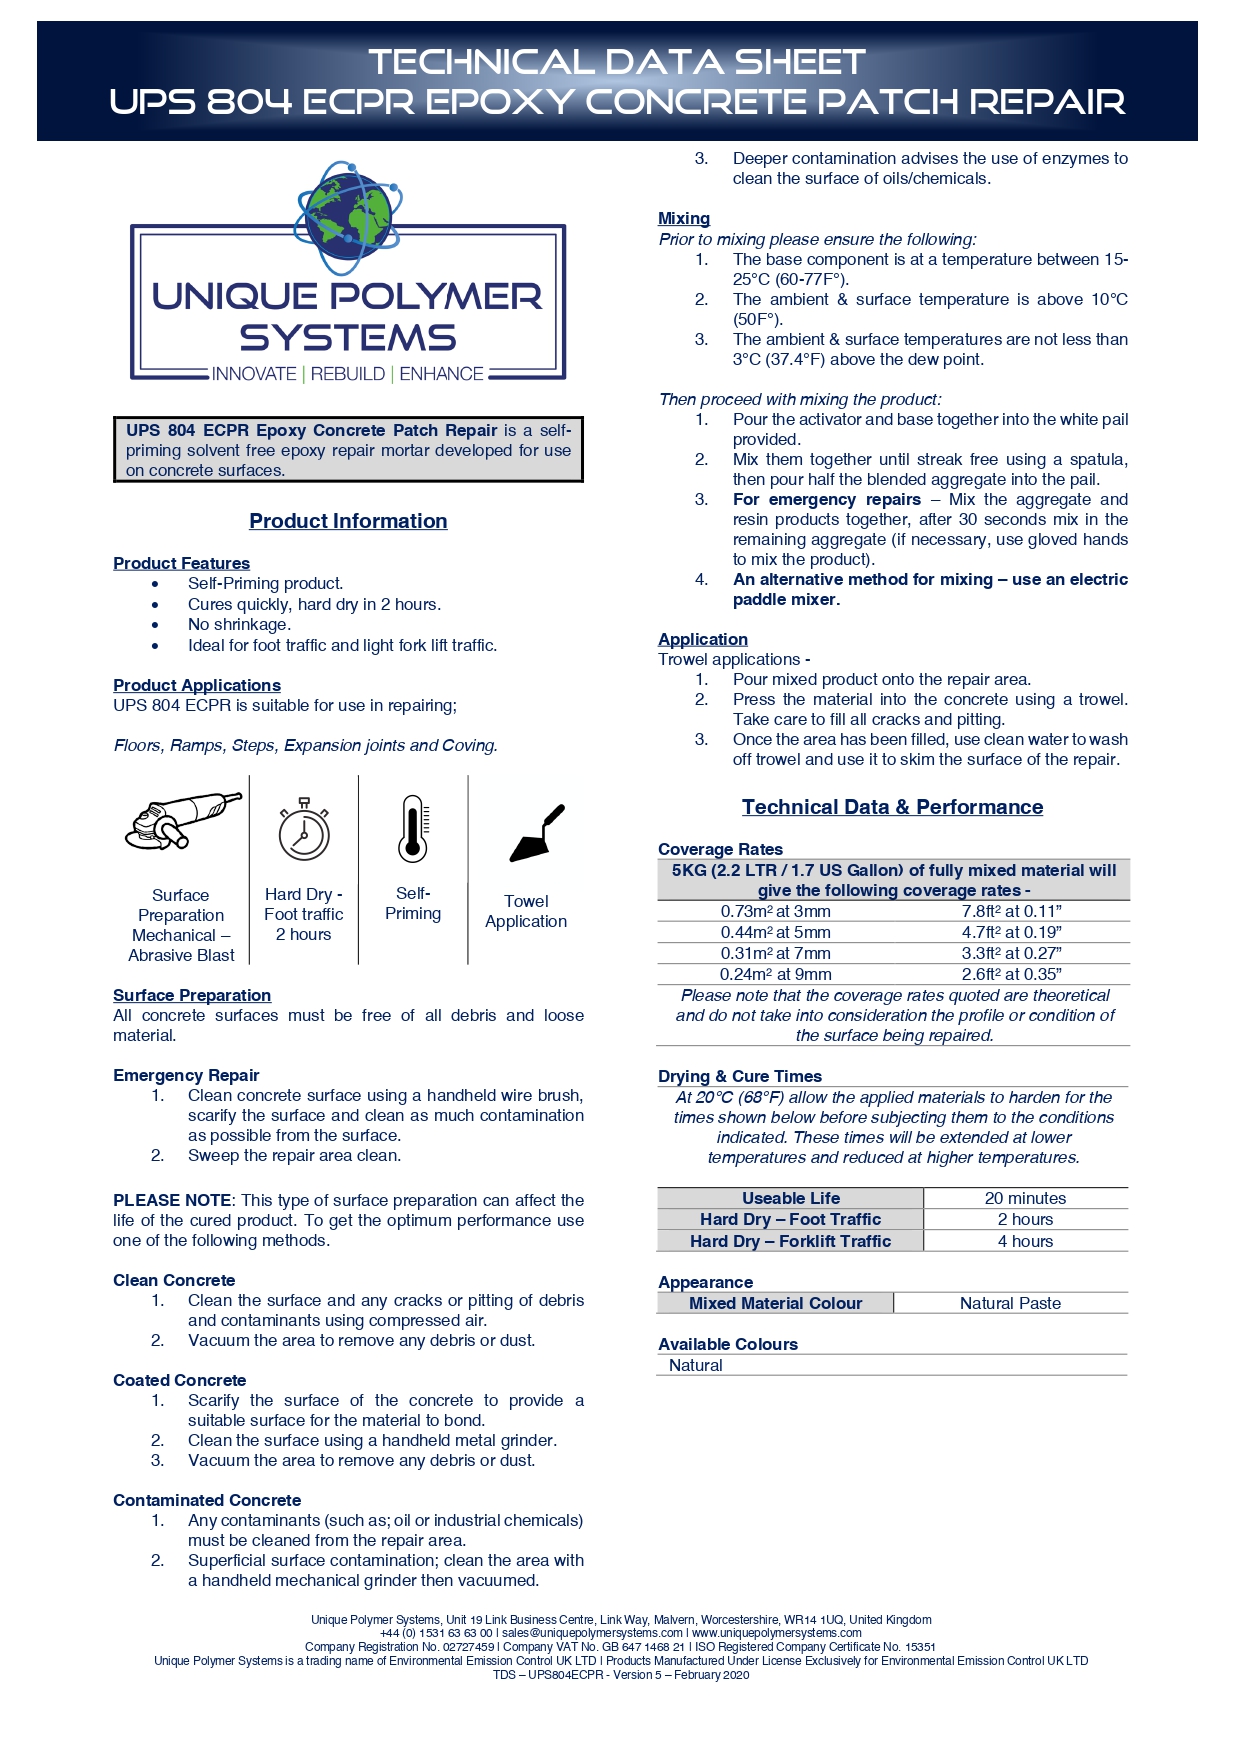 TECHNICAL DATA SHEET
UPS 804 ECPR EPOXY CONCRETE PATCH REPAIR
UNIQUE POLYMER
SYSTEMS
INNOVATE | REBUILD | ENHANCE
UPS 804 ECPR Epoxy Concrete Patch Repair is a self-
priming solvent free epoxy repair mortar developed for use
on concrete surfaces.
Product Information
Product Features
• Self-Priming product.
• Cures quickly, hard dry in 2 hours.
• No shrinkage.
• Ideal for foot traffic and light fork lift traffic.
Product Applications
UPS 804 ECPR is suitable for use in repairing;
Floors, Ramps, Steps, Expansion joints and Coving.
Surface
Preparation
Mechanical –
Abrasive Blast
Hard Dry -
Foot traffic
2 hours
Self-
Priming
Towel
Application
Surface Preparation
All concrete surfaces must be free of all debris and loose
material.
Emergency Repair
1. Clean concrete surface using a handheld wire brush,
scarify the surface and clean as much contamination
as possible from the surface.
2. Sweep the repair area clean.
PLEASE NOTE: This type of surface preparation can affect the
life of the cured product. To get the optimum performance use
one of the following methods.
Clean Concrete
1. Clean the surface and any cracks or pitting of debris
and contaminants using compressed air.
2. Vacuum the area to remove any debris or dust.
Coated Concrete
1. Scarify the surface of the concrete to provide a
suitable surface for the material to bond.
2. Clean the surface using a handheld metal grinder.
3. Vacuum the area to remove any debris or dust.
Contaminated Concrete
1. Any contaminants (such as; oil or industrial chemicals)
must be cleaned from the repair area.
2. Superficial surface contamination; clean the area with
a handheld mechanical grinder then vacuumed.
3. Deeper contamination advises the use of enzymes to
clean the surface of oils/chemicals.
Mixing
Prior to mixing please ensure the following:
1. The base component is at a temperature between 15-
25°C (60-77F°).
2. The ambient & surface temperature is above 10°C
(50F°).
3. The ambient & surface temperatures are not less than
3°C (37.4°F) above the dew point.
Then proceed with mixing the product:
1. Pour the activator and base together into the white pail
provided.
2. Mix them together until streak free using a spatula,
then pour half the blended aggregate into the pail.
3. For emergency repairs – Mix the aggregate and
resin products together, after 30 seconds mix in the
remaining aggregate (if necessary, use gloved hands
to mix the product).
4. An alternative method for mixing – use an electric
paddle mixer.
Application
Trowel applications -
1. Pour mixed product onto the repair area.
2. Press the material into the concrete using a trowel.
Take care to fill all cracks and pitting.
3. Once the area has been filled, use clean water to wash
off trowel and use it to skim the surface of the repair.
Technical Data & Performance
Coverage Rates
5KG (2.2 LTR / 1.7 US Gallon) of fully mixed material will
give the following coverage rates -
0.73m² at 3mm 7.8ft² at 0.11”
0.44m² at 5mm 4.7ft² at 0.19”
0.31m² at 7mm 3.3ft² at 0.27”
0.24m² at 9mm 2.6ft² at 0.35”
Please note that the coverage rates quoted are theoretical
and do not take into consideration the profile or condition of
the surface being repaired.
Drying & Cure Times
At 20°C (68°F) allow the applied materials to harden for the
times shown below before subjecting them to the conditions
indicated. These times will be extended at lower
temperatures and reduced at higher temperatures.
Useable Life 20 minutes
Hard Dry – Foot Traffic 2 hours
Hard Dry – Forklift Traffic 4 hours
Appearance
Mixed Material Colour Natural Paste
Available Colours
Natural
Unique Polymer Systems, Unit 19 Link Business Centre, Link Way, Malvern, Worcestershire, WR14 1UQ, United Kingdom
+44 (0) 1531 63 63 00 | sales@uniquepolymersystems.com | www.uniquepolymersystems.com
Company Registration No. 02727459 | Company VAT No. GB 647 1468 21 | ISO Registered Company Certificate No. 15351
Unique Polymer Systems is a trading name of Environmental Emission Control UK LTD | Products Manufactured Under License Exclusively for Environmental Emission Control UK LTD
TDS – UPS804ECPR - Version 5 – February 2020